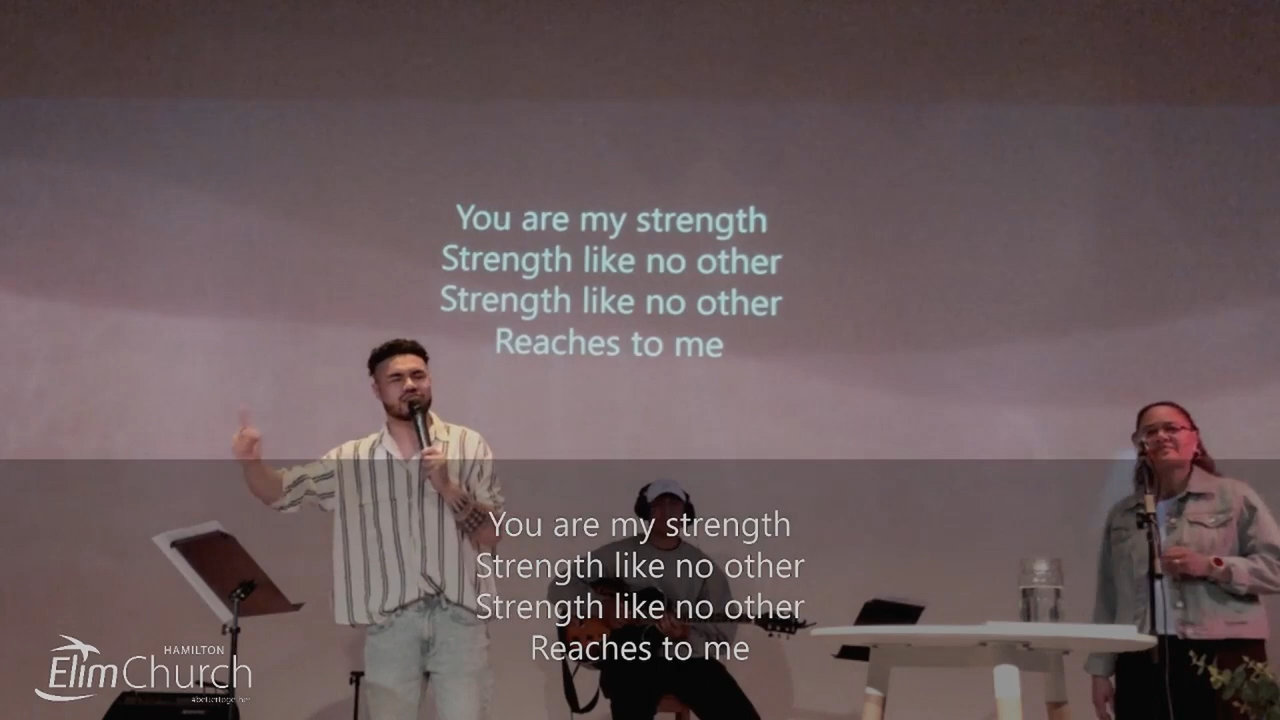 You are my strength
Strength like no other
Strength like no other
Reaches to me
You are my strength
Strength like no other
Strength like no other
Reaches to me
HAMILTON
ElimChurch
#bettertogether